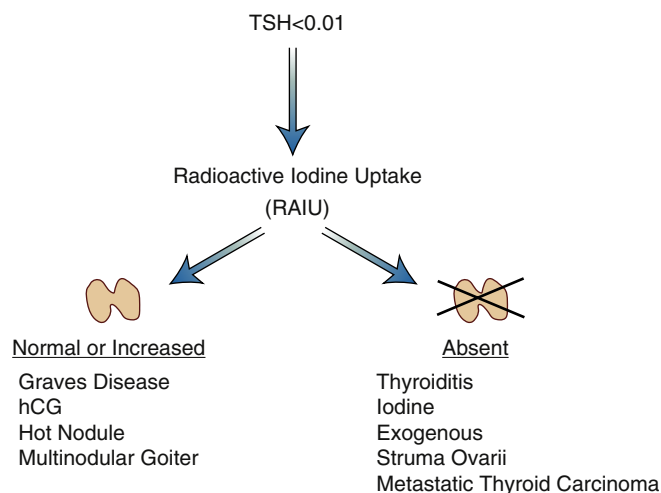 TSH<0.01
Radioactive Iodine Uptake
(RAIU)
Normal or Increased
Graves Disease
hCG
Hot Nodule
Multinodular Goiter
Absent
Thyroiditis
Iodine
Exogenous
Struma Ovarii
Metastatic Thyroid Carcinoma